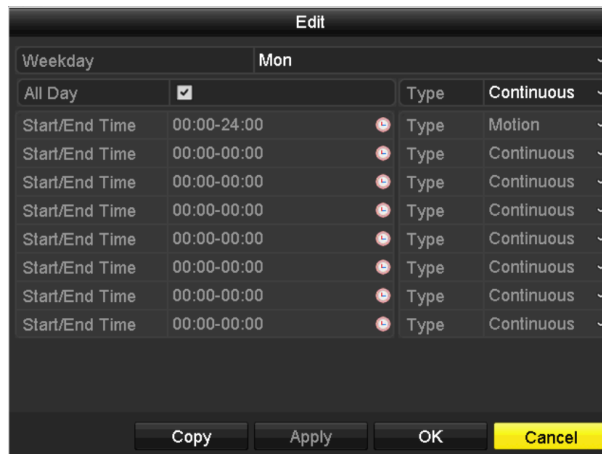 Edit
Weekday Mon
All Day Type Continuous
Start/End Time 00:00-24:00 Type Motion
Start/End Time 00:00-00:00 Type Continuous
Start/End Time 00:00-00:00 Type Continuous
Start/End Time 00:00-00:00 Type Continuous
Start/End Time 00:00-00:00 Type Continuous
Start/End Time 00:00-00:00 Type Continuous
Start/End Time 00:00-00:00 Type Continuous
Start/End Time 00:00-00:00 Type Continuous
Copy Apply OK Cancel